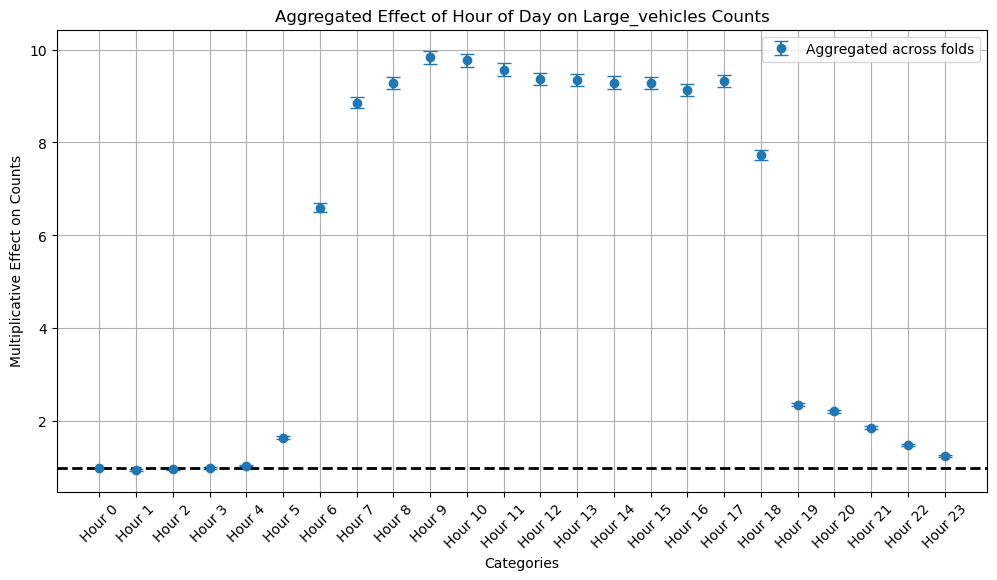 Aggregated Effect of Hour of Day on Large_vehicles Counts
Aggregated across folds
Multiplicative Effect on Counts
10
8
6
4
2
Hour 0
Hour 1
Hour 2
Hour 3
Hour 4
Hour 5
Hour 6
Hour 7
Hour 8
Hour 9
Hour 10
Hour 11
Hour 12
Hour 13
Hour 14
Hour 15
Hour 16
Hour 17
Hour 18
Hour 19
Hour 20
Hour 21
Hour 22
Hour 23
Categories